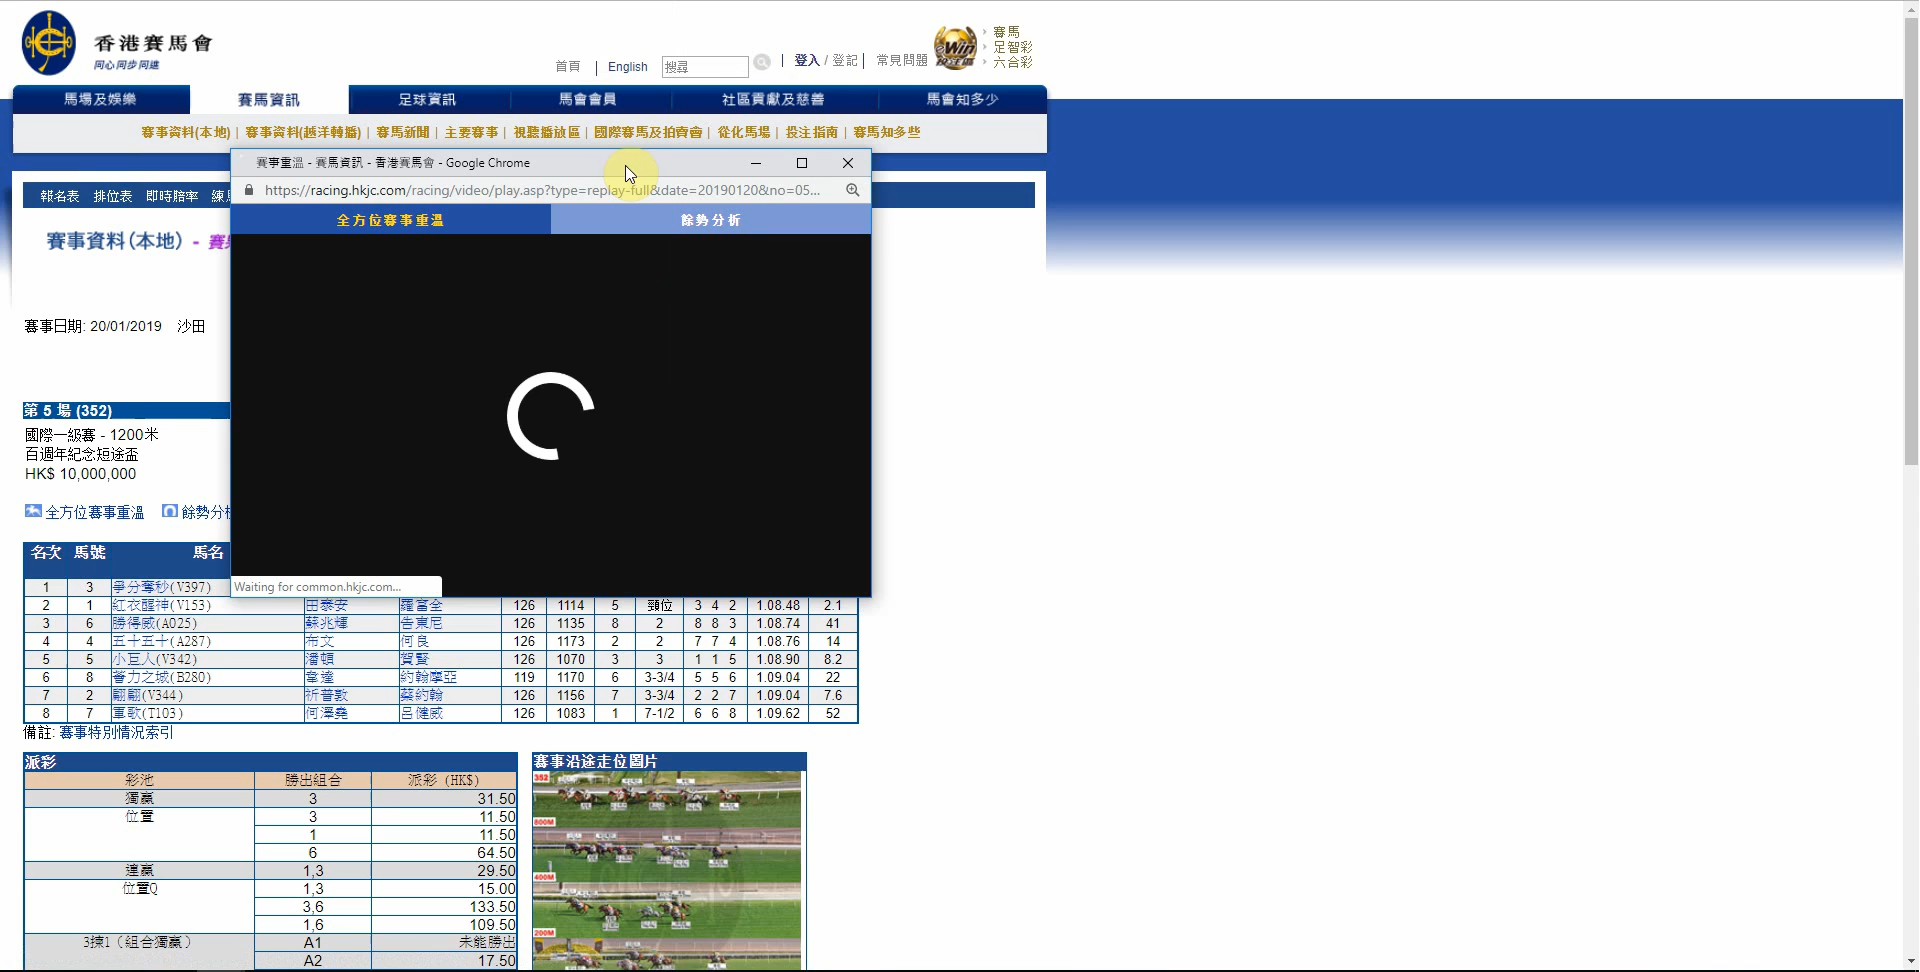 香港賽馬會
同心同步同進
首頁 | English 搜尋 | 登入 / 登記 | 常見問題
eWin
賽馬
足智彩
六合彩
馬場及娛樂 賽馬資訊 足球資訊 馬會會員 社區貢獻及慈善 馬會知多少
賽事資料(本地) | 賽事資料(越洋轉播) | 賽馬新聞 | 主要賽事 | 視聽播放區 | 國際賽馬及拍賣會 | 從化馬場 | 投注指南 | 賽馬知多些
賽事重溫 - 賽馬資訊 - 香港賽馬會 - Google Chrome
https://racing.hkjc.com/racing/video/play.asp?type=replay-full&date=20190120&no=05...
全方位賽事重溫 餘勢分析
Waiting for common.hkjc.com...
報名表 排位表 即時賠率 練
賽事資料(本地) - 賽
賽事日期: 20/01/2019 沙田
第 5 場 (352)
國際一級賽 - 1200米
百週年紀念短途盃
HK$ 10,000,000
全方位賽事重溫 餘勢分析
名次 馬號 馬名
1 3 爭分奪秒(V397)
2 1 紅衣醒神(V153) 田泰安 羅富全 126 1114 5 頸位 3 4 2 1.08.48 2.1
3 6 勝得威(A025) 蘇兆輝 告東尼 126 1135 8 2 8 8 3 1.08.74 41
4 4 五十五十(A287) 布文 何良 126 1173 2 2 7 7 4 1.08.76 14
5 5 小巨人(V342) 潘頓 賀賢 126 1070 3 3 1 1 5 1.08.90 8.2
6 8 蓄力之城(B280) 韋達 約翰摩亞 119 1170 6 3-3/4 5 5 6 1.09.04 22
7 2 翩翩(V344) 祈普敦 蔡約翰 126 1156 7 3-3/4 2 2 7 1.09.04 7.6
8 7 軍歌(T103) 何澤堯 呂健威 126 1083 1 7-1/2 6 6 8 1.09.62 52
備註: 賽事特別情況索引
派彩
彩池 勝出組合 派彩 (HK$)
獨贏 3 31.50
位置 3 11.50
1 11.50
6 64.50
連贏 1,3 29.50
位置Q 1,3 15.00
3,6 133.50
1,6 109.50
3揀1 (組合獨贏) A1 未能勝出
A2 17.50
賽事沿途走位圖片
352
800M
400M
200M